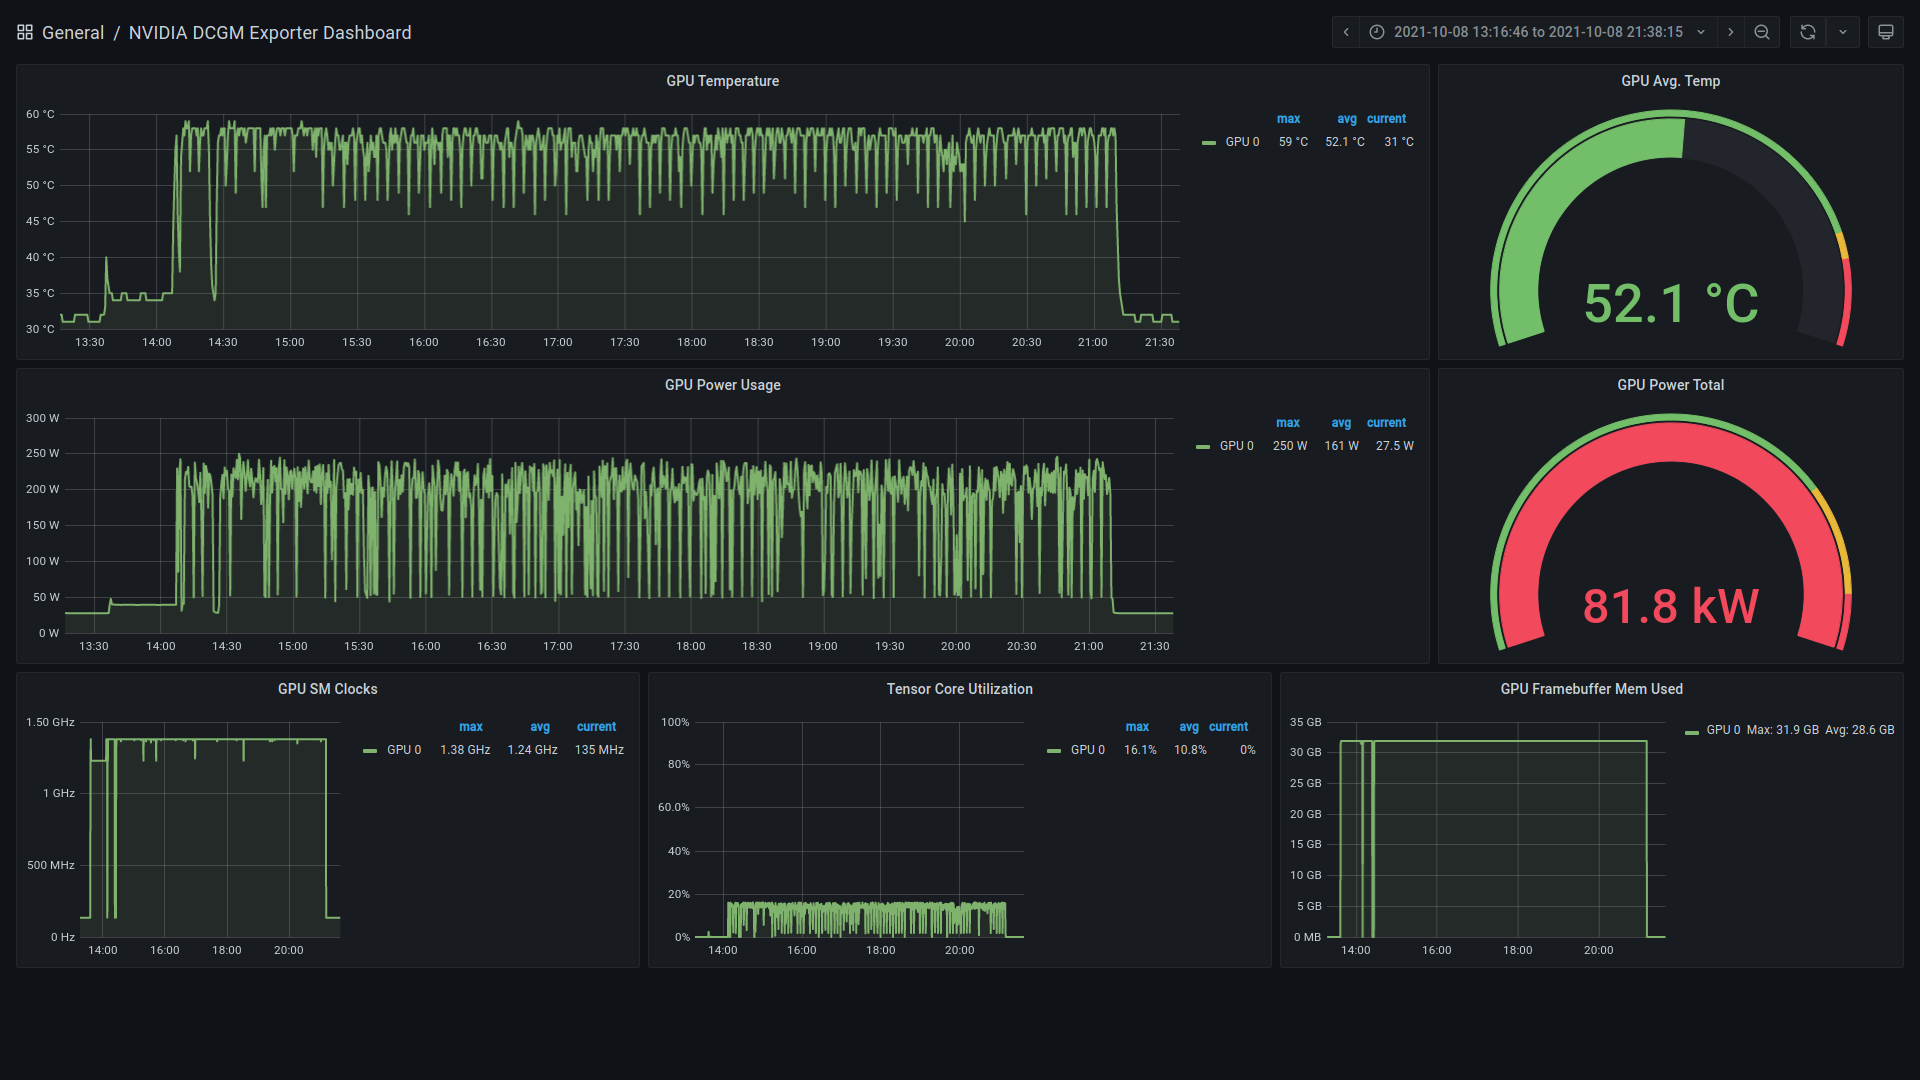 General / NVIDIA DCGM Exporter Dashboard
2021-10-08 13:16:46 to 2021-10-08 21:38:15
GPU Temperature
60 °C
55 °C
50 °C
45 °C
40 °C
35 °C
30 °C
13:30 14:00 14:30 15:00 15:30 16:00 16:30 17:00 17:30 18:00 18:30 19:00 19:30 20:00 20:30 21:00 21:30
max avg current
GPU 0 59 °C 52.1 °C 31 °C
GPU Avg. Temp
52.1 °C
GPU Power Usage
300 W
250 W
200 W
150 W
100 W
50 W
0 W
13:30 14:00 14:30 15:00 15:30 16:00 16:30 17:00 17:30 18:00 18:30 19:00 19:30 20:00 20:30 21:00 21:30
max avg current
GPU 0 250 W 161 W 27.5 W
GPU Power Total
81.8 kW
GPU SM Clocks
1.50 GHz
1 GHz
500 MHz
0 Hz
14:00 16:00 18:00 20:00
max avg current
GPU 0 1.38 GHz 1.24 GHz 135 MHz
Tensor Core Utilization
100%
80%
60.0%
40%
20%
0%
14:00 16:00 18:00 20:00
max avg current
GPU 0 16.1% 10.8% 0%
GPU Framebuffer Mem Used
35 GB
30 GB
25 GB
20 GB
15 GB
10 GB
5 GB
0 MB
14:00 16:00 18:00 20:00
GPU 0 Max: 31.9 GB Avg: 28.6 GB